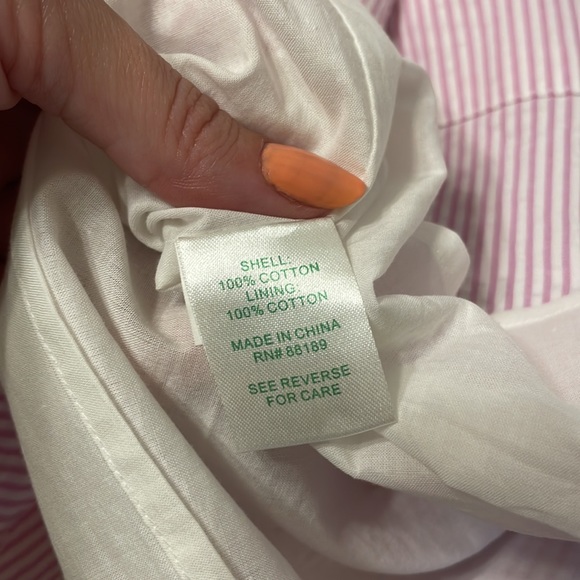 SHELL:
100% COTTON
LINING:
100% COTTON
MADE IN CHINA
RN# 88189
SEE REVERSE
FOR CARE